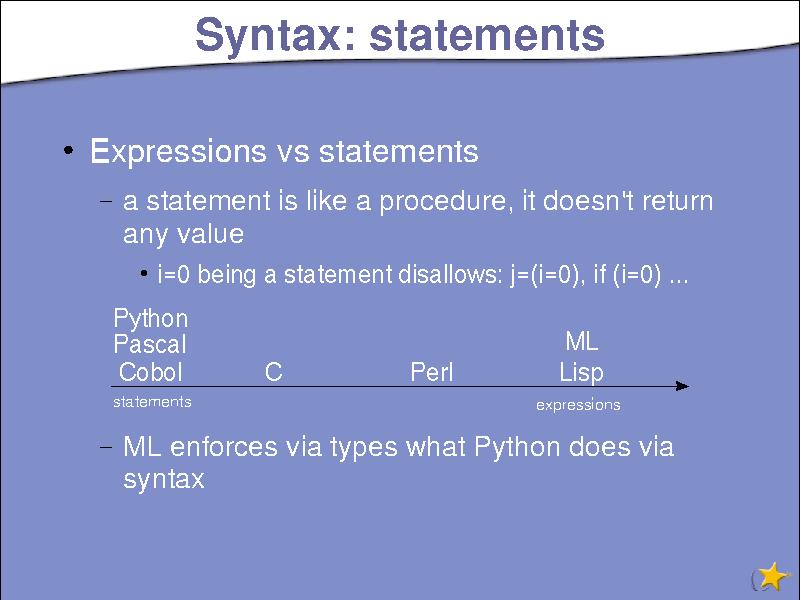 Syntax: statements
• Expressions vs statements
– a statement is like a procedure, it doesn't return
any value
• i=0 being a statement disallows: j=(i=0), if (i=0) ...
Python
Pascal ML
Cobol C Perl Lisp
statements expressions
– ML enforces via types what Python does via
syntax